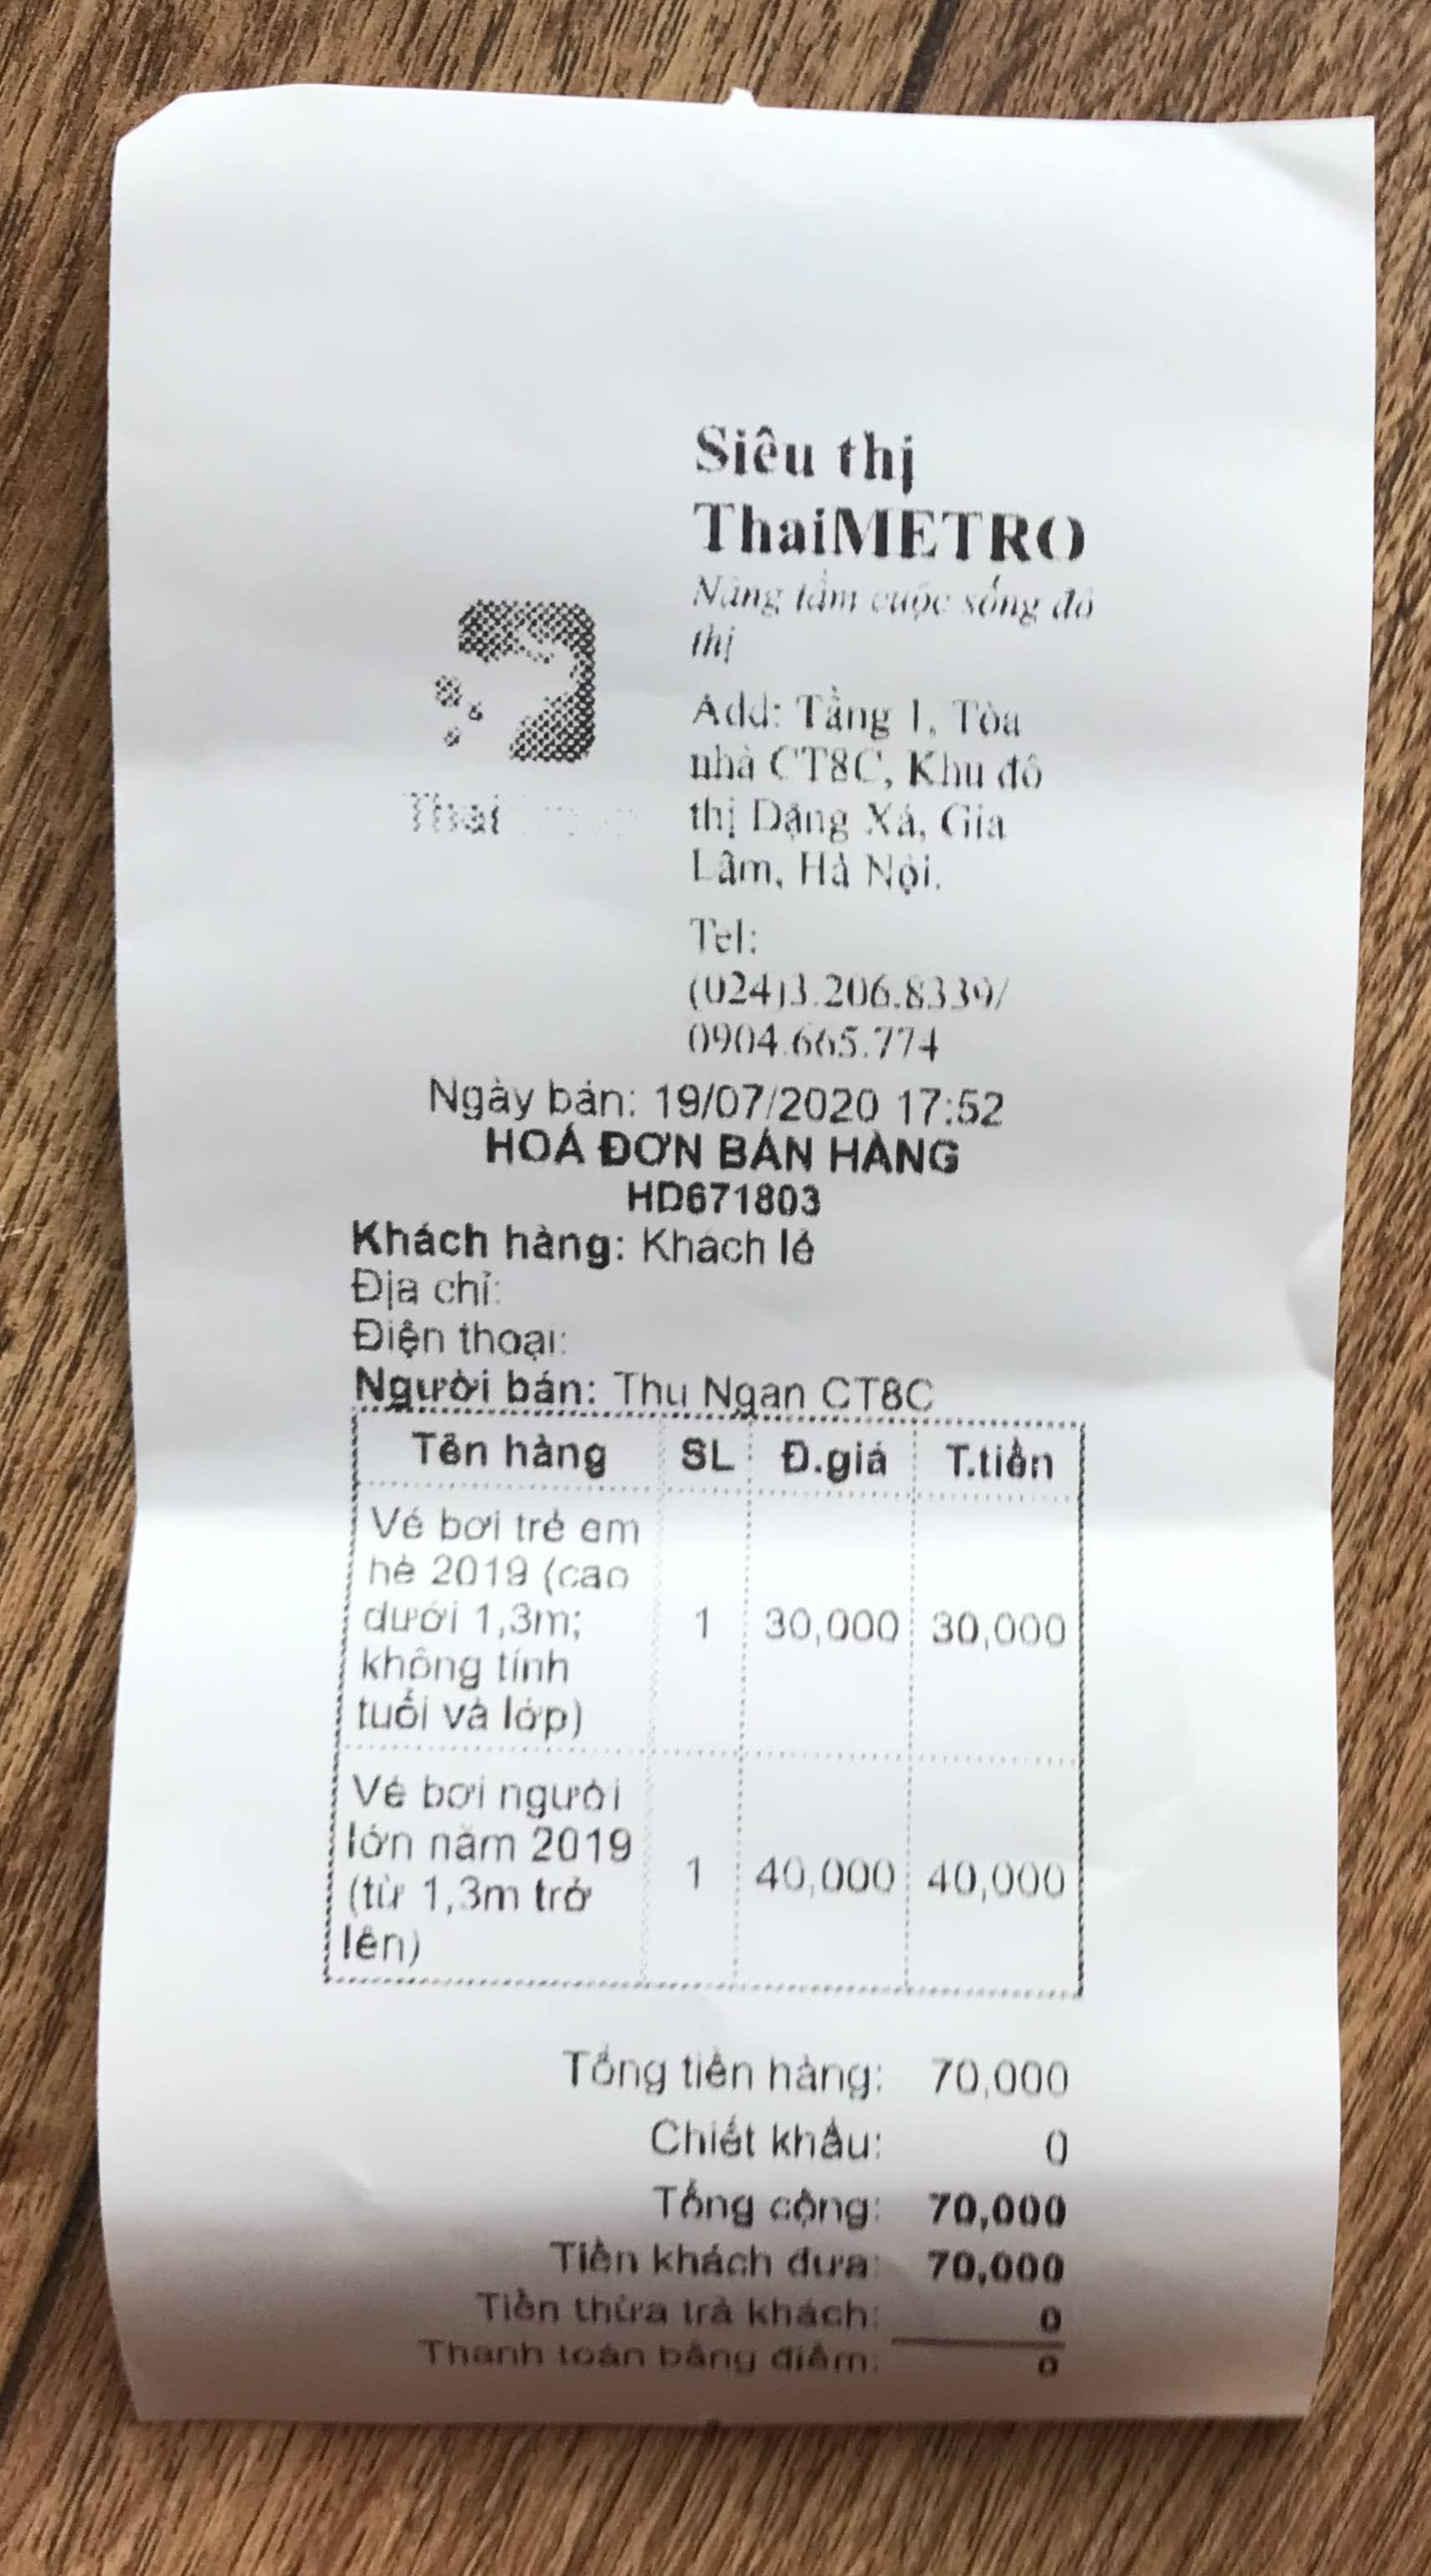 Siêu thị
ThaiMETRO
Nâng tầm cuộc sống đô
thị
Thai
Add: Tầng 1, Tòa
nhà CT8C, Khu đô
thị Đặng Xá, Gia
Lâm, Hà Nội.
Tel:
(024)3.206.8339/
0904.665.774
Ngày bán: 19/07/2020 17:52
HOÁ ĐƠN BÁN HÀNG
HD671803
Khách hàng: Khách lẻ
Địa chỉ:
Điện thoại:
Người bán: Thu Ngan CT8C
Tên hàng SL Đ.giá T.tiền
Vé bơi trẻ em
hè 2019 (cao
dưới 1,3m; 1 30,000 30,000
không tính
tuổi và lớp)
Vé bơi người
lớn năm 2019
(từ 1,3m trở 1 40,000 40,000
lên)
Tổng tiền hàng: 70,000
Chiết khấu: 0
Tổng cộng: 70,000
Tiền khách đưa: 70,000
Tiền thừa trả khách: 0
Thanh toán bằng điểm: 0